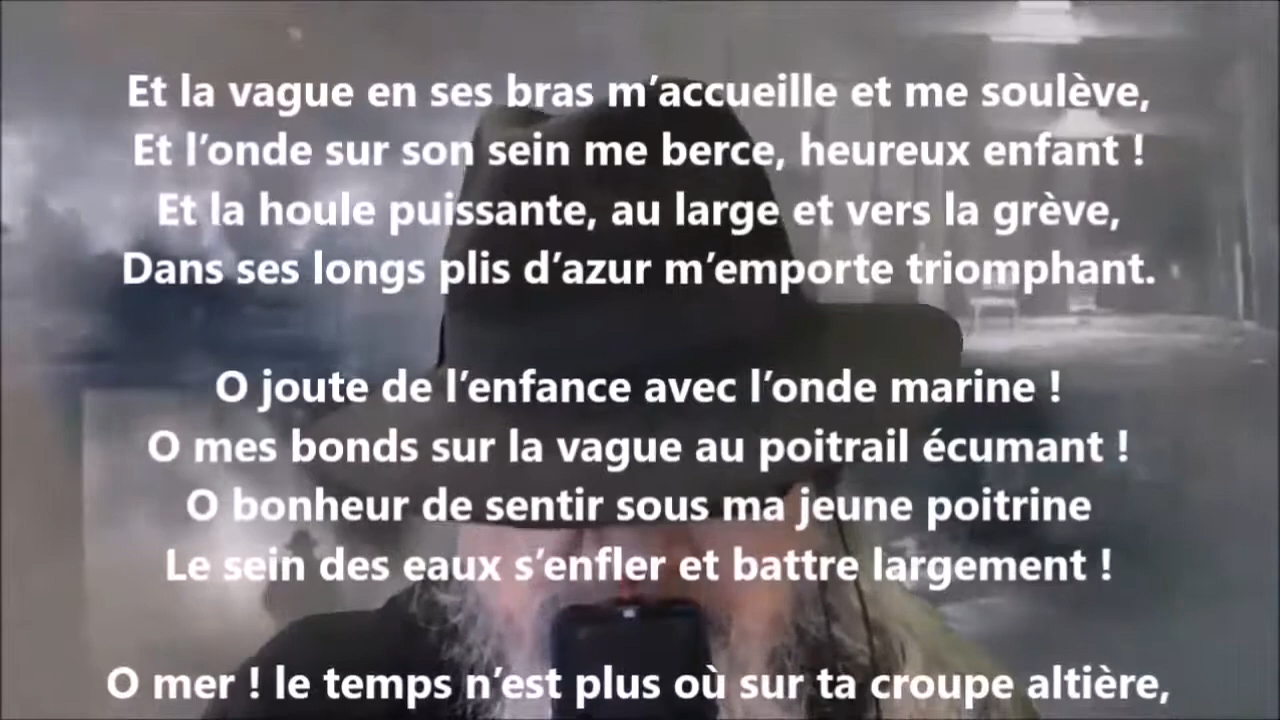 Et la vague en ses bras m’accueille et me soulève,
Et l’onde sur son sein me berce, heureux enfant !
Et la houle puissante, au large et vers la grève,
Dans ses longs plis d’azur m’emporte triomphant.
O joute de l’enfance avec l’onde marine !
O mes bonds sur la vague au poitrail écumant !
O bonheur de sentir sous ma jeune poitrine
Le sein des eaux s’enfler et battre largement !
O mer ! le temps n’est plus où sur ta croupe altière,